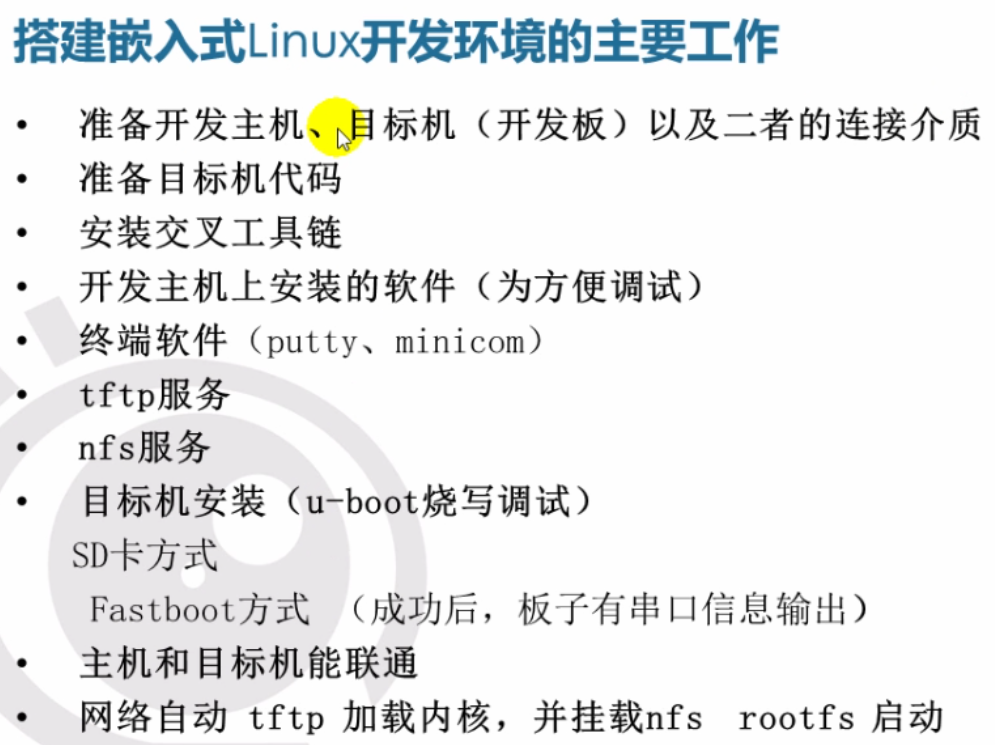 搭建嵌入式Linux开发环境的主要工作
• 准备开发主机、目标机（开发板）以及二者的连接介质
• 准备目标机代码
• 安装交叉工具链
• 开发主机上安装的软件（为方便调试）
• 终端软件（putty、minicom）
• tftp服务
• nfs服务
• 目标机安装（u-boot烧写调试）
SD卡方式
Fastboot方式 （成功后，板子有串口信息输出）
• 主机和目标机能联通
• 网络自动 tftp 加载内核，并挂载nfs rootfs 启动